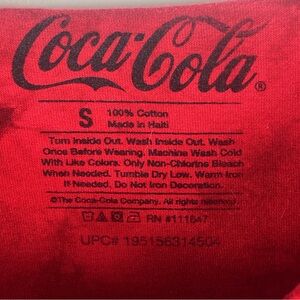 Coca-Cola®
S
100% Cotton
Made in Haiti
Turn Inside Out. Wash Inside Out. Wash
Once Before Wearing. Machine Wash Cold
With Like Colors. Only Non-Chlorine Bleach
When Needed. Tumble Dry Low. Warm Iron
If Needed. Do Not Iron Decoration.
©The Coca-Cola Company. All rights reserved
RN #111647
UPC# 195156314504